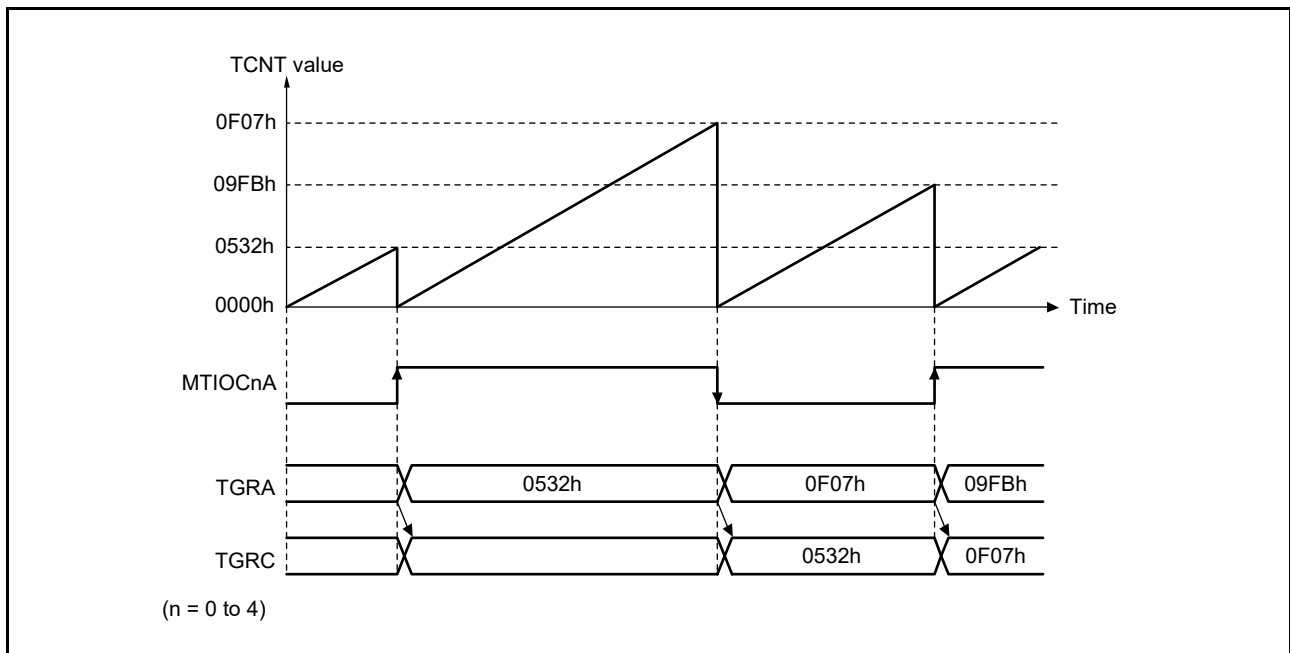 TCNT value
0F07h
09FBh
0532h
0000h
Time
MTIOCnA
TGRA 0532h 0F07h 09FBh
TGRC 0532h 0F07h
(n = 0 to 4)